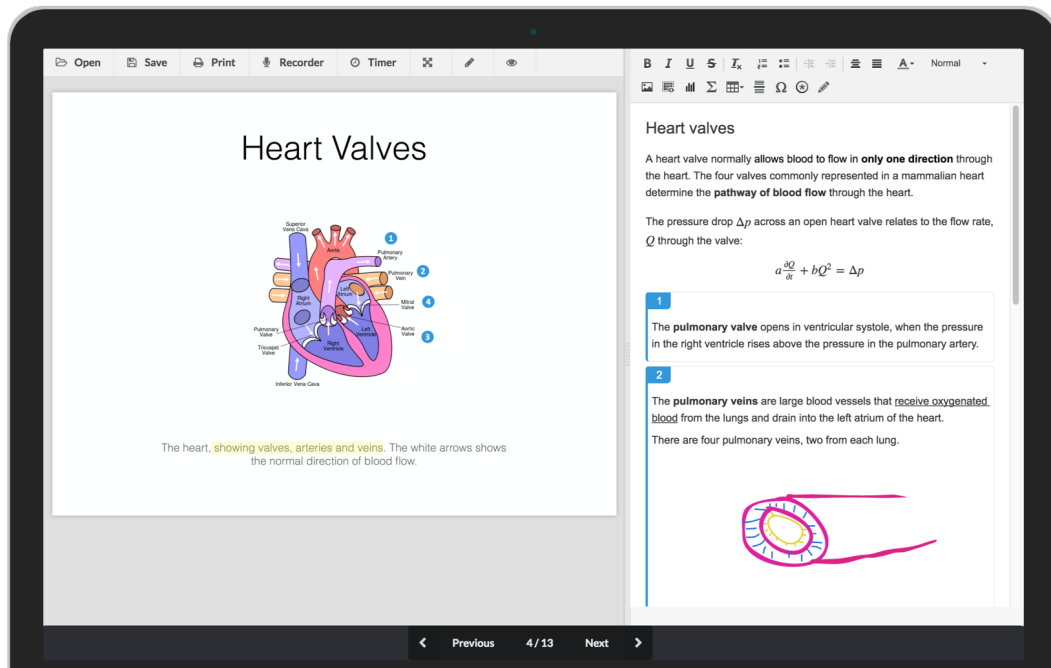 Open Save Print Recorder Timer
Heart Valves
Superior
Vena Cava
Aorta
1
Pulmonary
Artery
Pulmonary
Vein
2
Left
Atrium
Right
Atrium
Mitral
Valve
4
Pulmonary
Valve
Aortic
Valve
3
Left
Ventricle
Tricuspid
Valve
Right
Ventricle
Inferior Vena Cava
The heart, showing valves, arteries and veins. The white arrows shows
the normal direction of blood flow.
B I U S Ix A Normal
Σ Ω
Heart valves
A heart valve normally allows blood to flow in only one direction through
the heart. The four valves commonly represented in a mammalian heart
determine the pathway of blood flow through the heart.
The pressure drop Δp across an open heart valve relates to the flow rate,
Q through the valve:
a ∂Q/∂t + bQ² = Δp
1
The pulmonary valve opens in ventricular systole, when the pressure
in the right ventricle rises above the pressure in the pulmonary artery.
2
The pulmonary veins are large blood vessels that receive oxygenated
blood from the lungs and drain into the left atrium of the heart.
There are four pulmonary veins, two from each lung.
Previous 4 / 13 Next